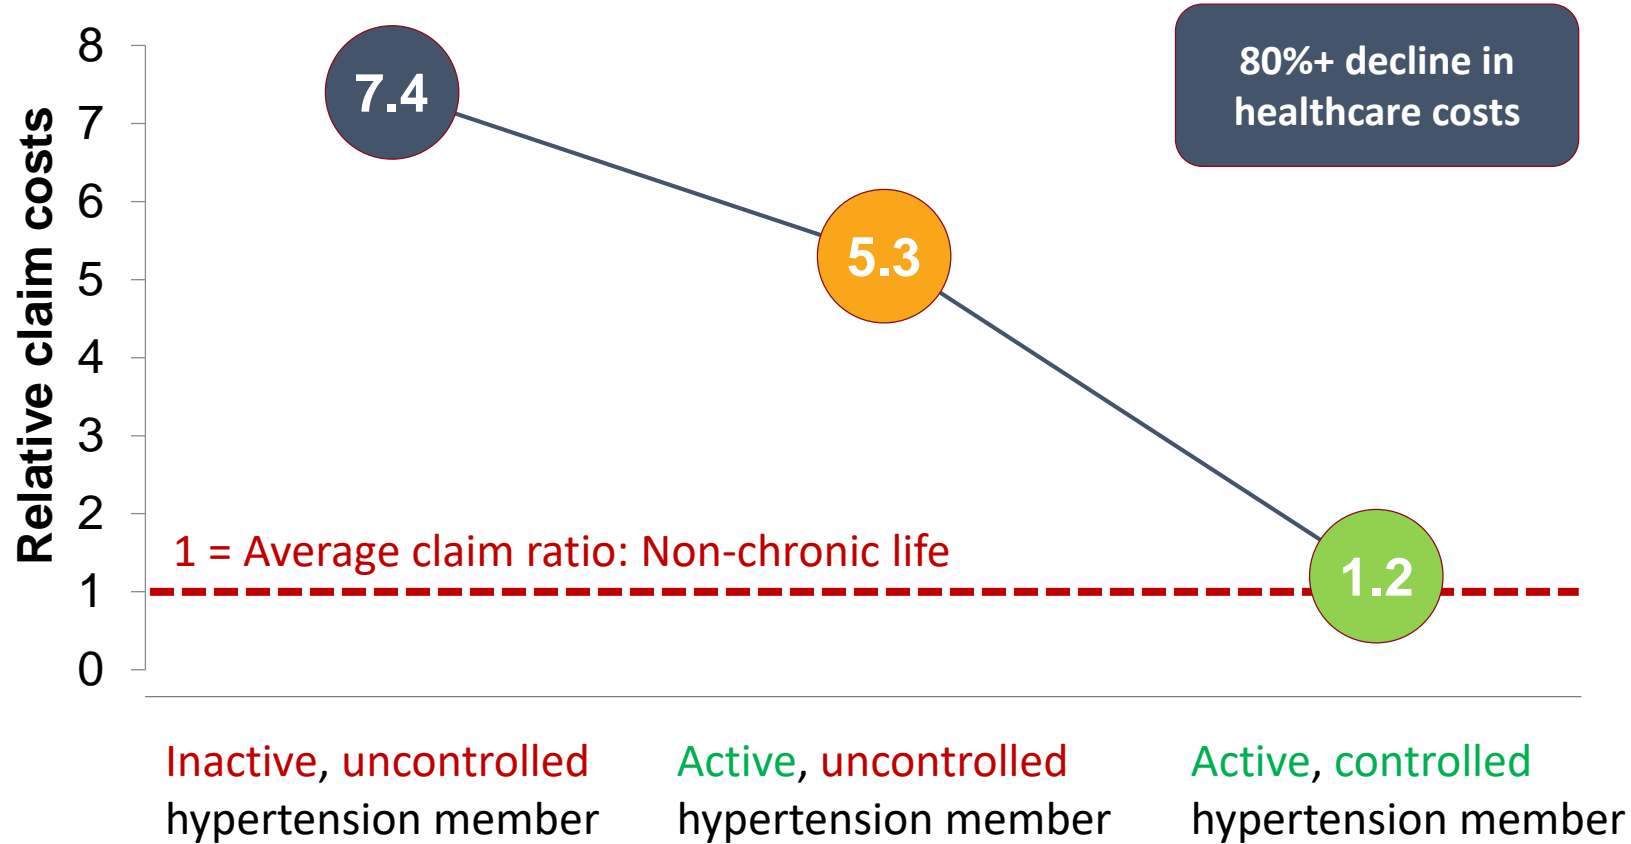 80%+ decline in
healthcare costs
Relative claim costs
8
7
6
5
4
3
2
1
0
7.4
5.3
1.2
1 = Average claim ratio: Non-chronic life
Inactive, uncontrolled
hypertension member
Active, uncontrolled
hypertension member
Active, controlled
hypertension member